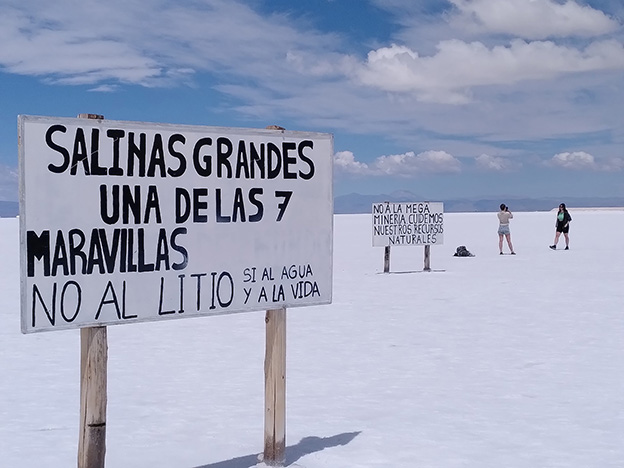 SALINAS GRANDES
UNA DE LAS 7
MARAVILLAS
NO AL LITIO SI AL AGUA
Y A LA VIDA
NO Á LA MEGA
MINERIA CUIDEMOS
NUESTROS RECURSOS
NATURALES